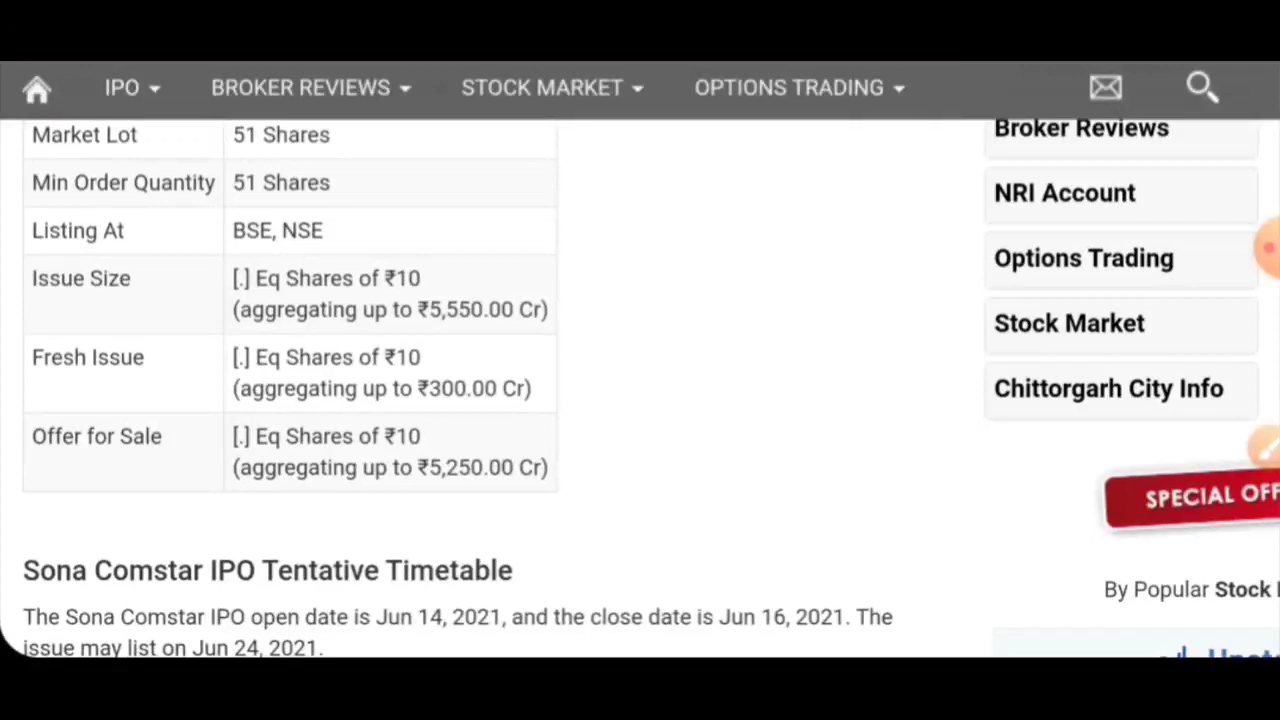 IPO
BROKER REVIEWS
STOCK MARKET
OPTIONS TRADING
Market Lot 51 Shares
Min Order Quantity 51 Shares
Listing At BSE, NSE
Issue Size [.] Eq Shares of ₹10
(aggregating up to ₹5,550.00 Cr)
Fresh Issue [.] Eq Shares of ₹10
(aggregating up to ₹300.00 Cr)
Offer for Sale [.] Eq Shares of ₹10
(aggregating up to ₹5,250.00 Cr)
Sona Comstar IPO Tentative Timetable
The Sona Comstar IPO open date is Jun 14, 2021, and the close date is Jun 16, 2021. The
issue may list on Jun 24, 2021.
Broker Reviews
NRI Account
Options Trading
Stock Market
Chittorgarh City Info
SPECIAL OFF
By Popular Stock